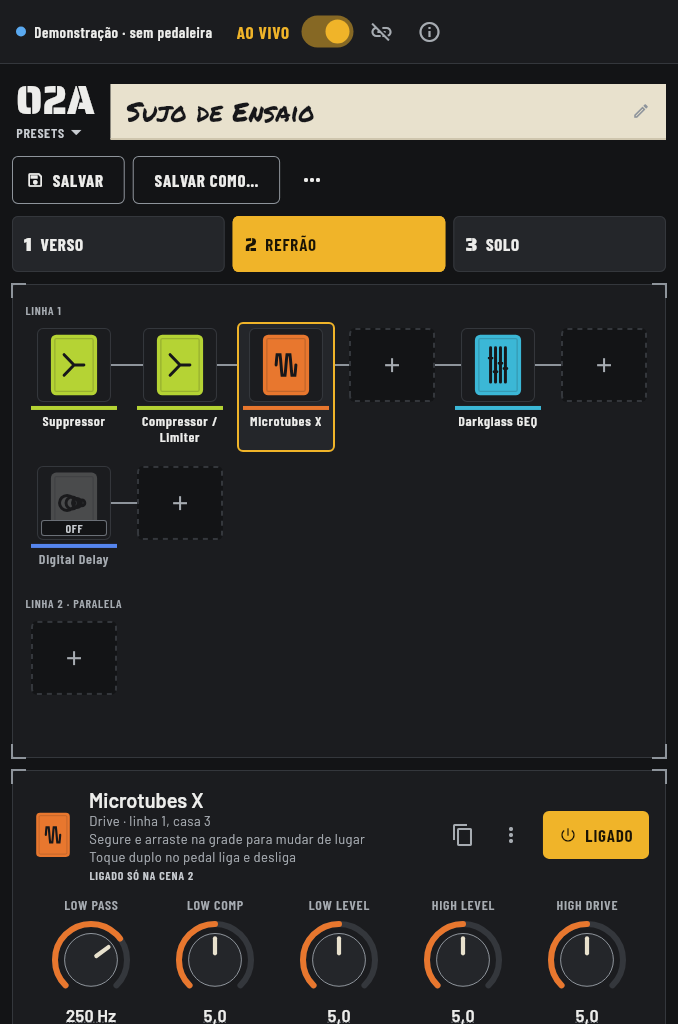 Demonstração · sem pedaleira
AO VIVO
02A
PRESETS
Sujo de Ensaio
SALVAR
SALVAR COMO...
1 VERSO
2 REFRÃO
3 SOLO
LINHA 1
Suppressor
Compressor /
Limiter
Microtubes X
Darkglass GEQ
OFF
Digital Delay
LINHA 2 · PARALELA
Microtubes X
Drive · linha 1, casa 3
Segure e arraste na grade para mudar de lugar
Toque duplo no pedal liga e desliga
LIGADO SÓ NA CENA 2
LIGADO
LOW PASS
LOW COMP
LOW LEVEL
HIGH LEVEL
HIGH DRIVE
250 Hz
5,0
5,0
5,0
5,0